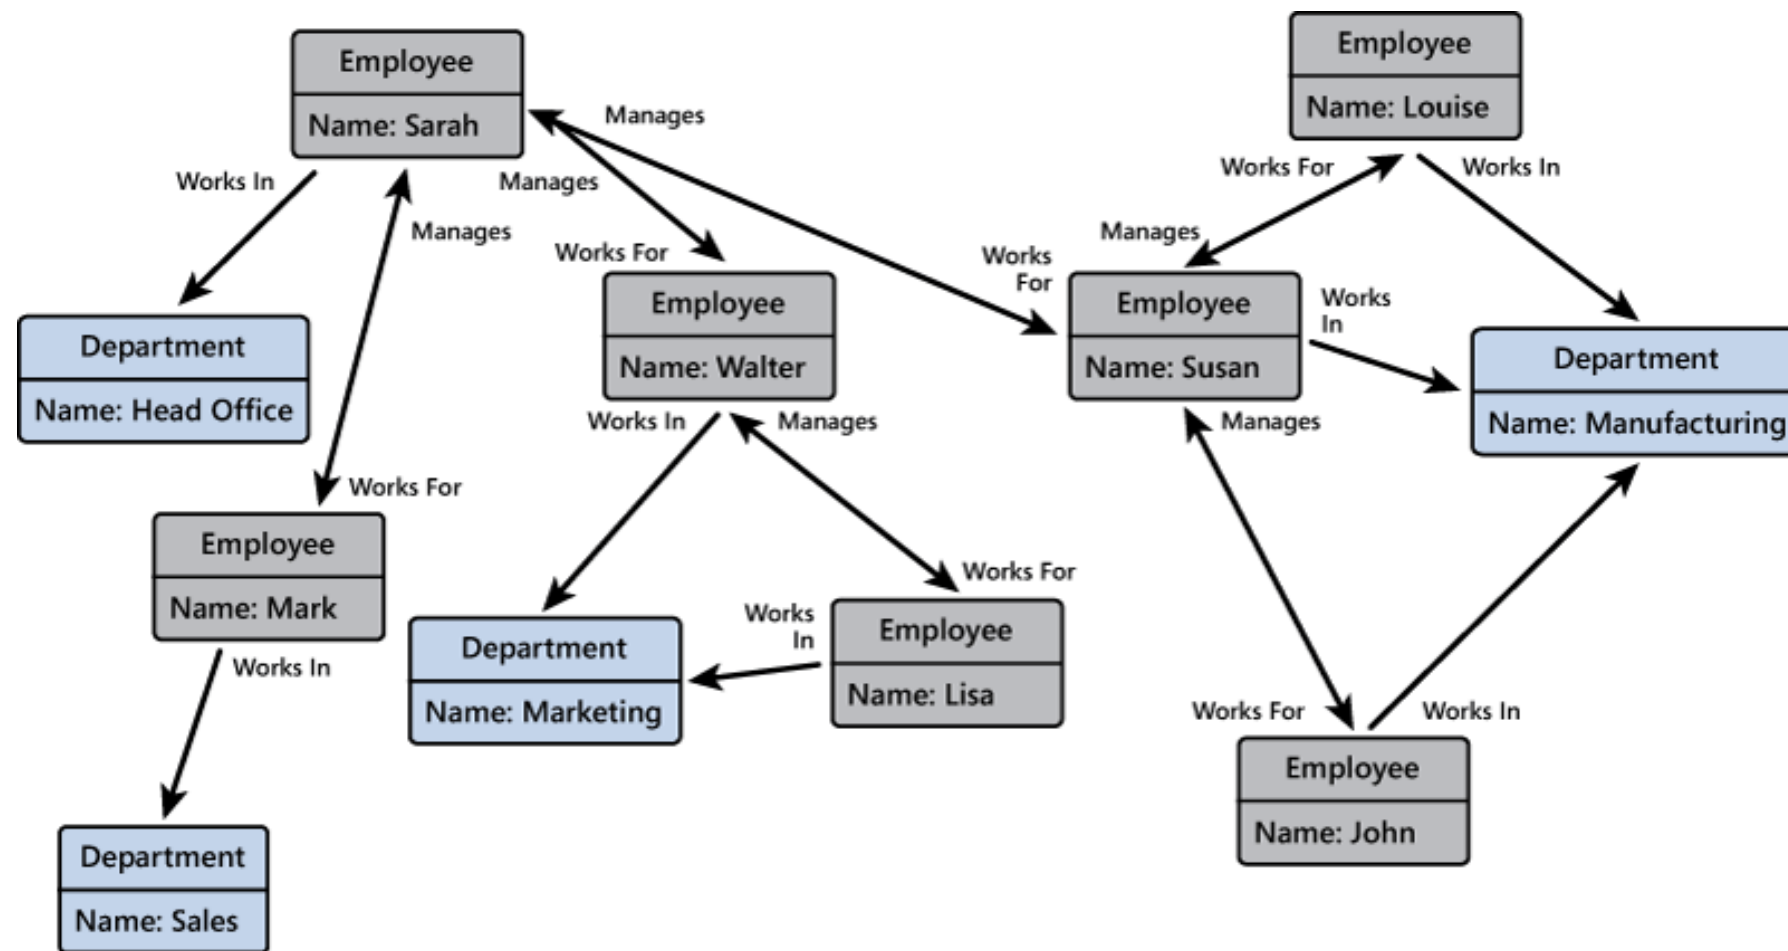 Employee
Name: Sarah
Employee
Name: Louise
Manages
Works In
Manages
Manages
Works For
Works In
Manages
Works For
Works
For
Employee
Name: Walter
Employee
Name: Susan
Works
In
Department
Name: Head Office
Department
Name: Manufacturing
Works In
Manages
Manages
Works For
Employee
Name: Mark
Works For
Works
In
Employee
Name: Lisa
Department
Name: Marketing
Works In
Works For
Works In
Employee
Name: John
Department
Name: Sales